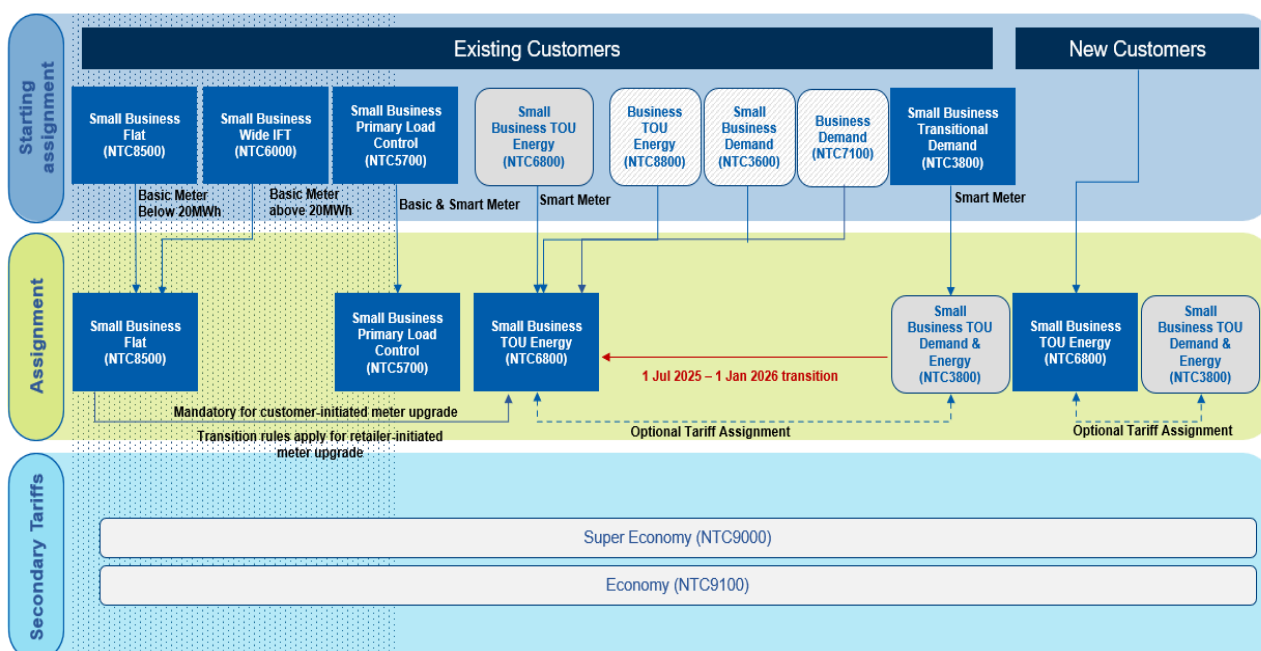 Starting
assignment
Existing Customers
New Customers
Small Business
Flat
(NTC8500)
Small Business
Wide IFT
(NTC6000)
Small Business
Primary Load
Control
(NTC5700)
Small
Business TOU
Energy
(NTC6800)
Business
TOU
Energy
(NTC8800)
Small
Business
Demand
(NTC3600)
Business
Demand
(NTC7100)
Small Business
Transitional
Demand
(NTC3800)
Basic Meter
Below 20MWh
Basic Meter
above 20MWh
Basic & Smart Meter
Smart Meter
Smart Meter
Assignment
Small Business
Flat
(NTC8500)
Small Business
Primary Load
Control
(NTC5700)
Small Business
TOU Energy
(NTC6800)
1 Jul 2025 – 1 Jan 2026 transition
Small
Business TOU
Demand &
Energy
(NTC3800)
Small Business
TOU Energy
(NTC6800)
Small
Business TOU
Demand &
Energy
(NTC3800)
Mandatory for customer-initiated meter upgrade
Transition rules apply for retailer-initiated
meter upgrade
Optional Tariff Assignment
Optional Tariff Assignment
Secondary Tariffs
Super Economy (NTC9000)
Economy (NTC9100)